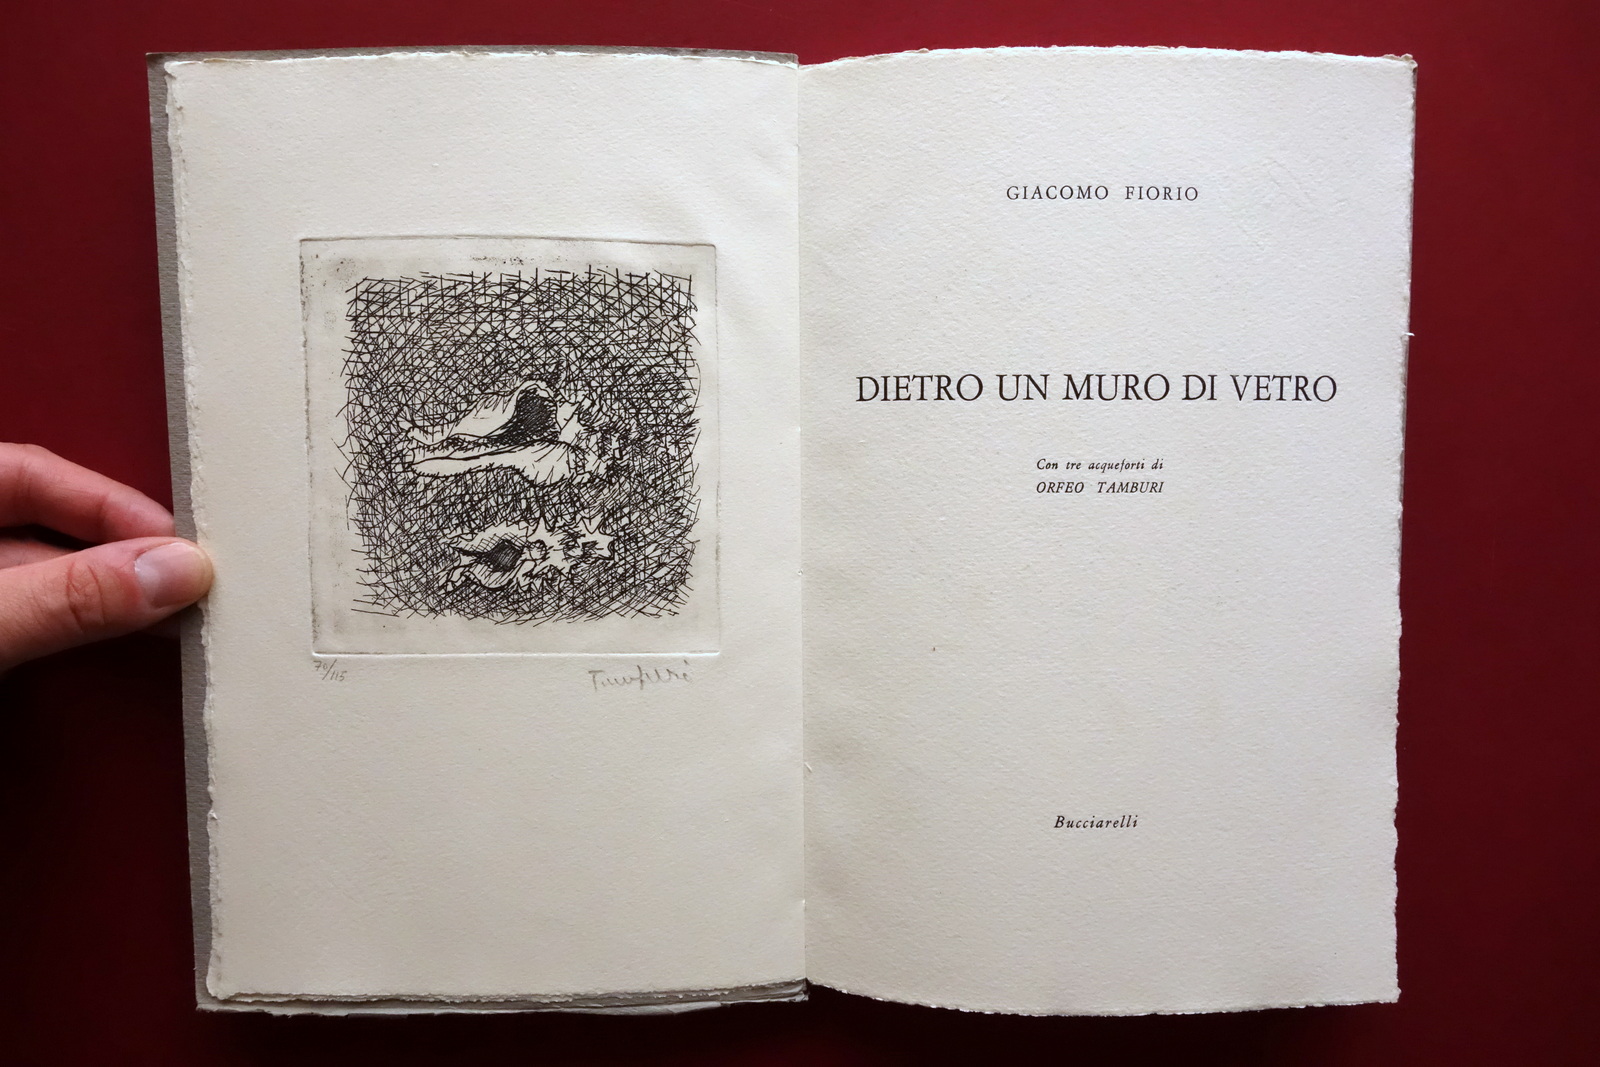 70/115
Tamburi
GIACOMO FIORIO
DIETRO UN MURO DI VETRO
Con tre acqueforti di
ORFEO TAMBURI
Bucciarelli